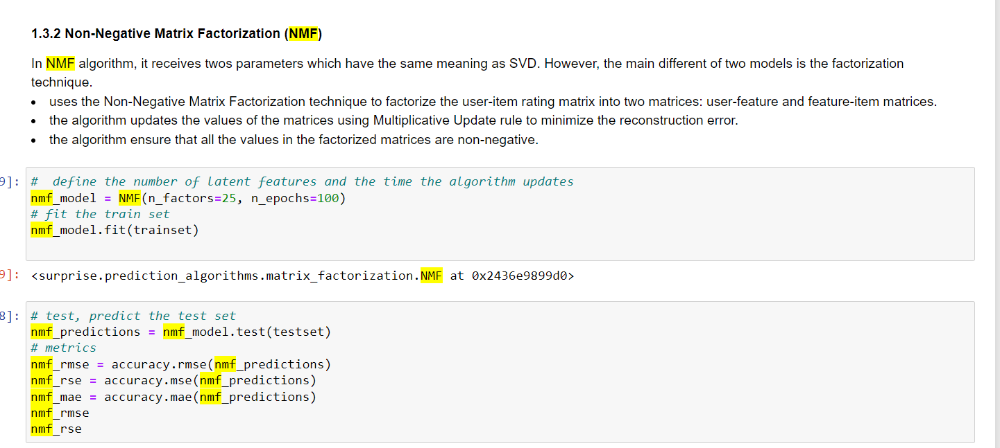 1.3.2 Non-Negative Matrix Factorization (NMF)
In NMF algorithm, it receives twos parameters which have the same meaning as SVD. However, the main different of two models is the factorization
technique.
• uses the Non-Negative Matrix Factorization technique to factorize the user-item rating matrix into two matrices: user-feature and feature-item matrices.
• the algorithm updates the values of the matrices using Multiplicative Update rule to minimize the reconstruction error.
• the algorithm ensure that all the values in the factorized matrices are non-negative.
9]: #  define the number of latent features and the time the algorithm updates
nmf_model = NMF(n_factors=25, n_epochs=100)
# fit the train set
nmf_model.fit(trainset)
9]: <surprise.prediction_algorithms.matrix_factorization.NMF at 0x2436e9899d0>
8]: # test, predict the test set
nmf_predictions = nmf_model.test(testset)
# metrics
nmf_rmse = accuracy.rmse(nmf_predictions)
nmf_rse = accuracy.mse(nmf_predictions)
nmf_mae = accuracy.mae(nmf_predictions)
nmf_rmse
nmf_rse